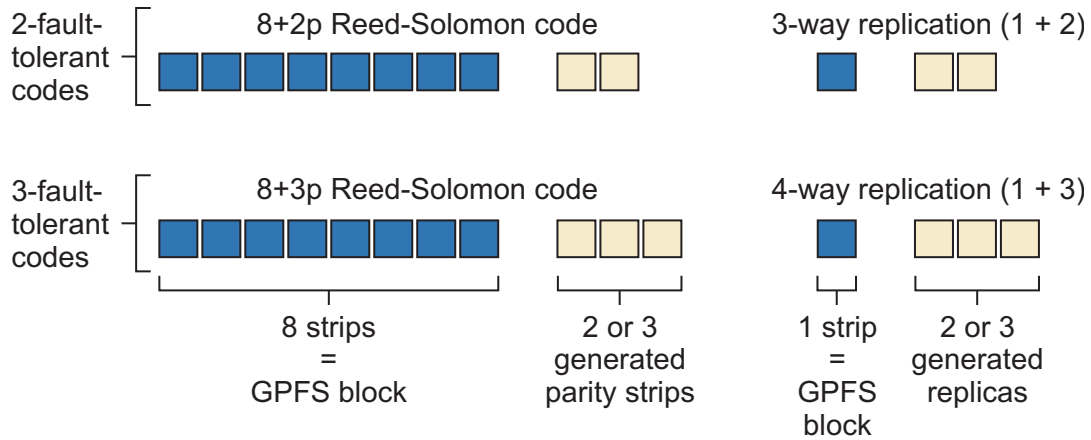 2-fault-
tolerant
codes
8+2p Reed-Solomon code
3-way replication (1 + 2)
3-fault-
tolerant
codes
8+3p Reed-Solomon code
4-way replication (1 + 3)
8 strips
=
GPFS block
2 or 3
generated
parity strips
1 strip
=
GPFS
block
2 or 3
generated
replicas